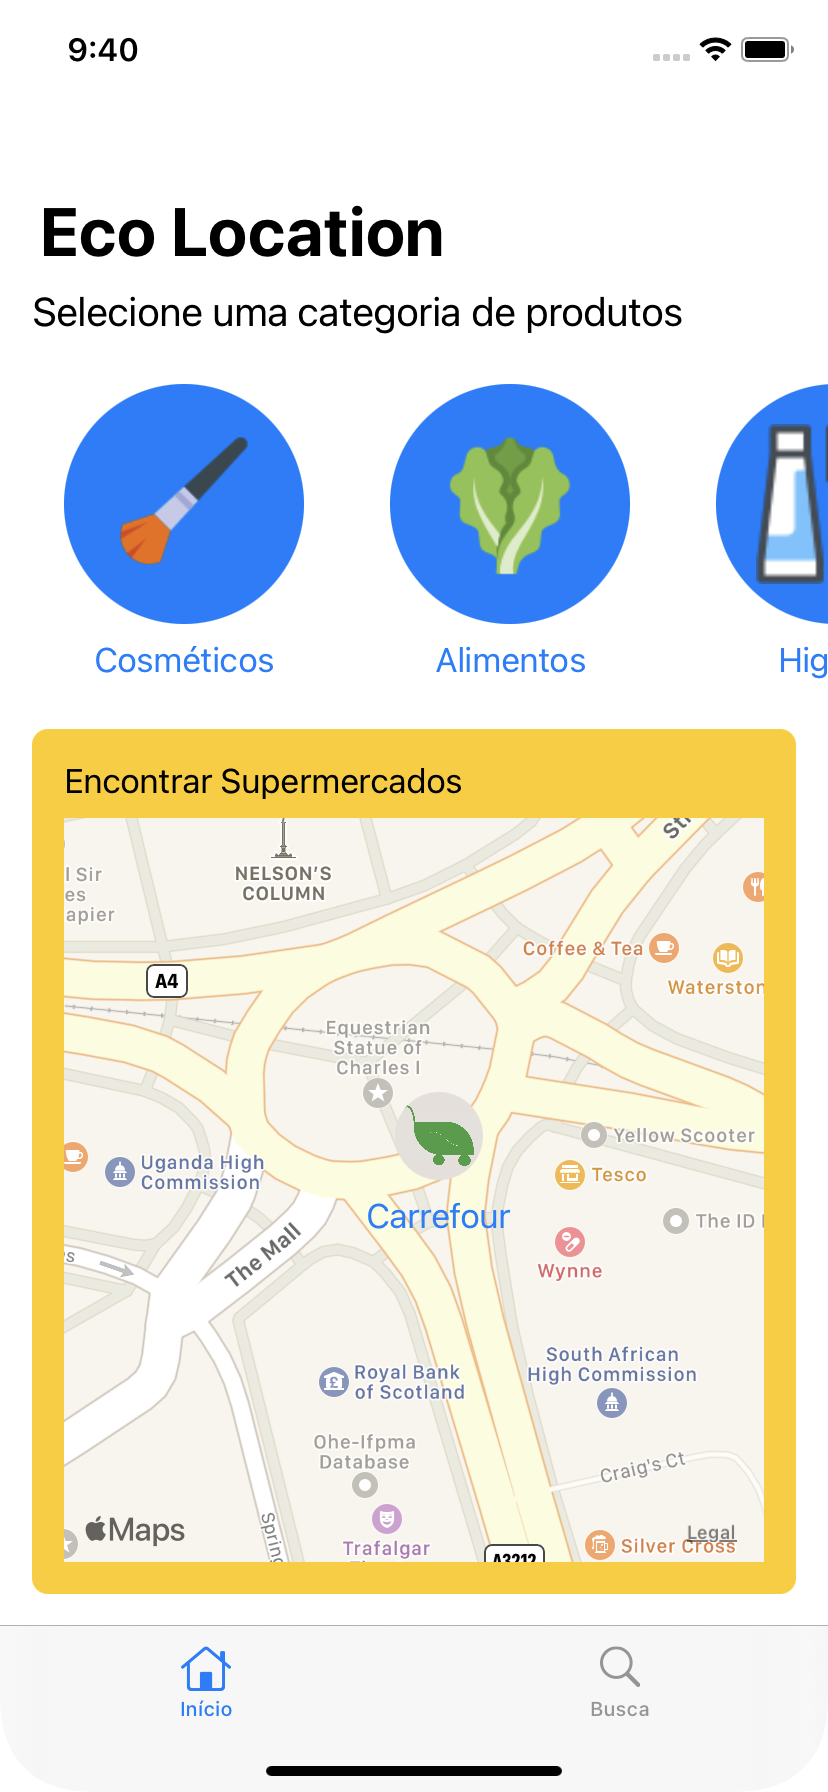 9:40
Eco Location
Selecione uma categoria de produtos
Cosméticos
Alimentos
Hig
Encontrar Supermercados
NELSON'S
COLUMN
l Sir
es
apier
A4
Coffee & Tea
Waterston
Equestrian
Statue of
Charles I
Yellow Scooter
Uganda High
Commission
Tesco
Carrefour
The ID
The Mall
Wynne
South African
High Commission
Royal Bank
of Scotland
Ohe-Ifpma
Database
Craig's Ct
Maps
Spring
Trafalgar
Legal
Silver Cross
A3212
Início
Busca